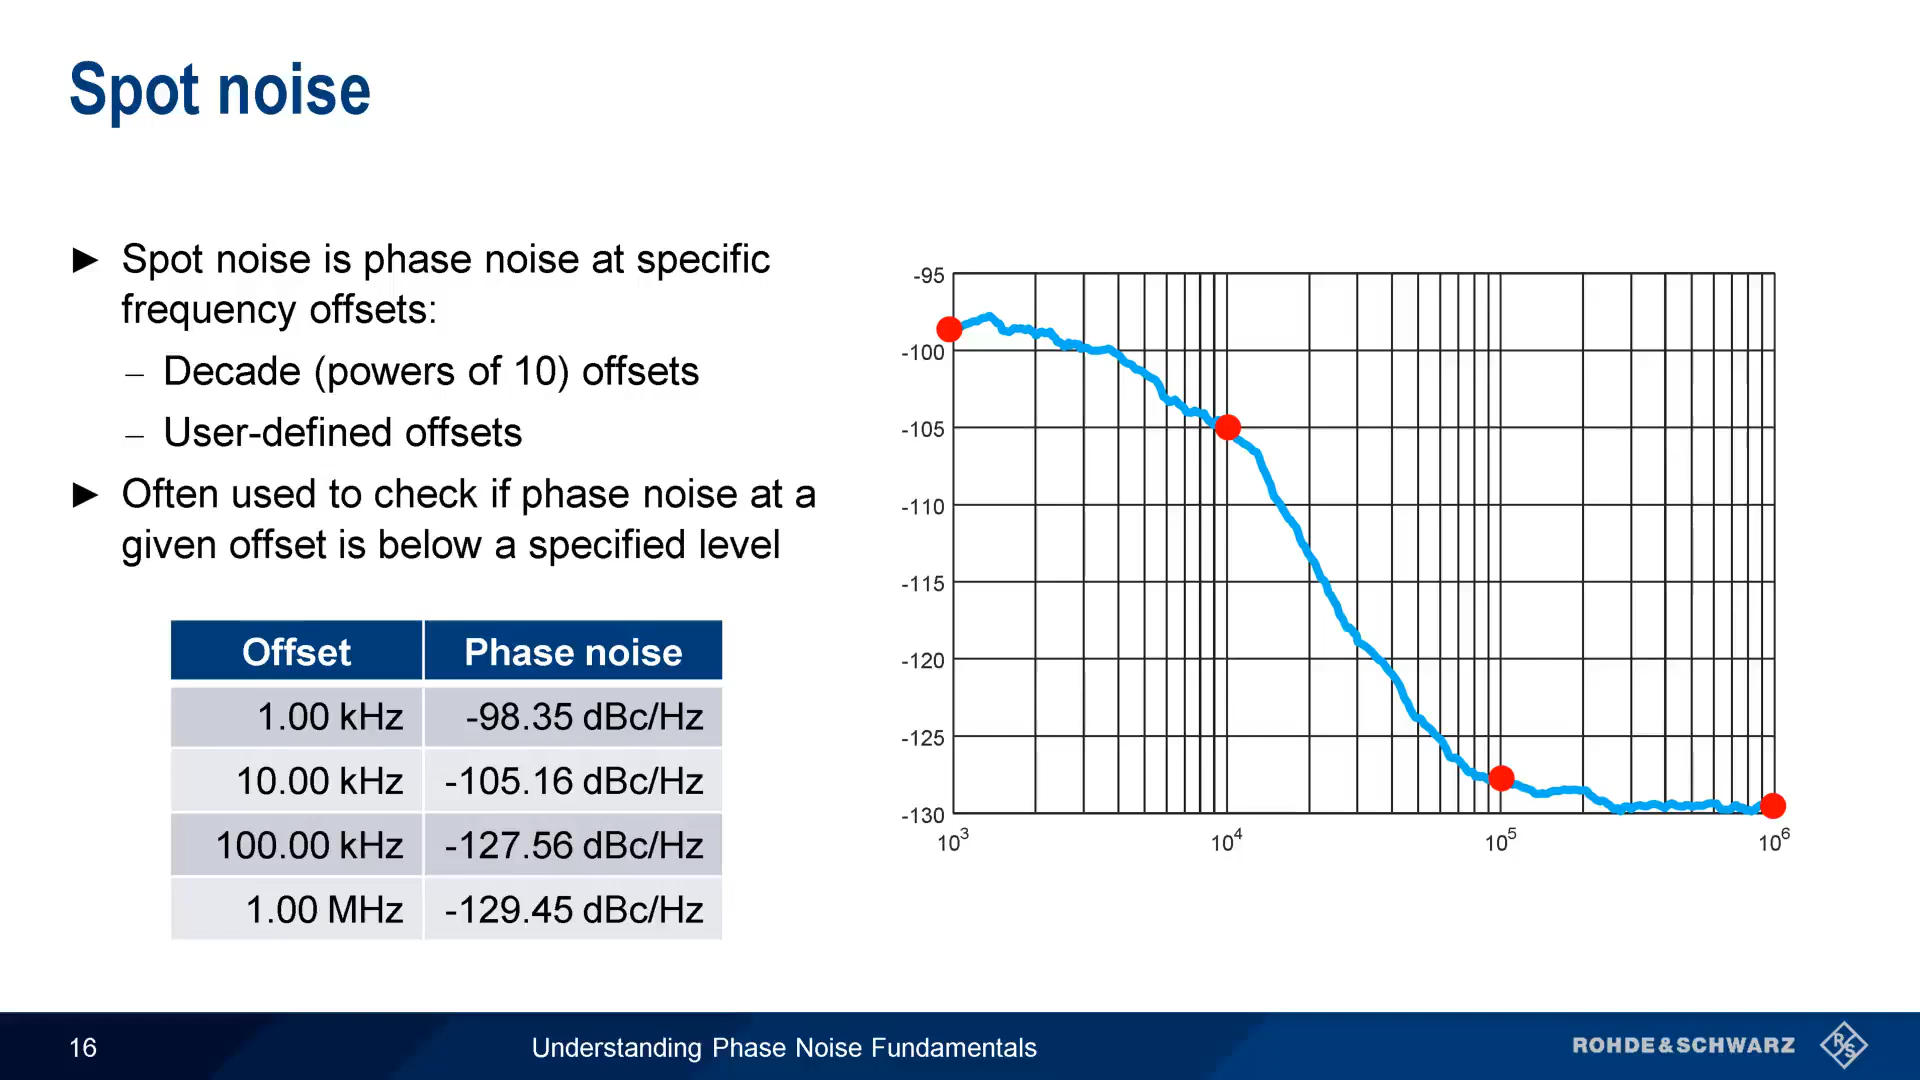 Spot noise
► Spot noise is phase noise at specific
frequency offsets:
– Decade (powers of 10) offsets
– User-defined offsets
► Often used to check if phase noise at a
given offset is below a specified level
Offset Phase noise
1.00 kHz -98.35 dBc/Hz
10.00 kHz -105.16 dBc/Hz
100.00 kHz -127.56 dBc/Hz
1.00 MHz -129.45 dBc/Hz
-95
-100
-105
-110
-115
-120
-125
-130
10³ 10⁴ 10⁵ 10⁶
16 Understanding Phase Noise Fundamentals ROHDE&SCHWARZ R&S